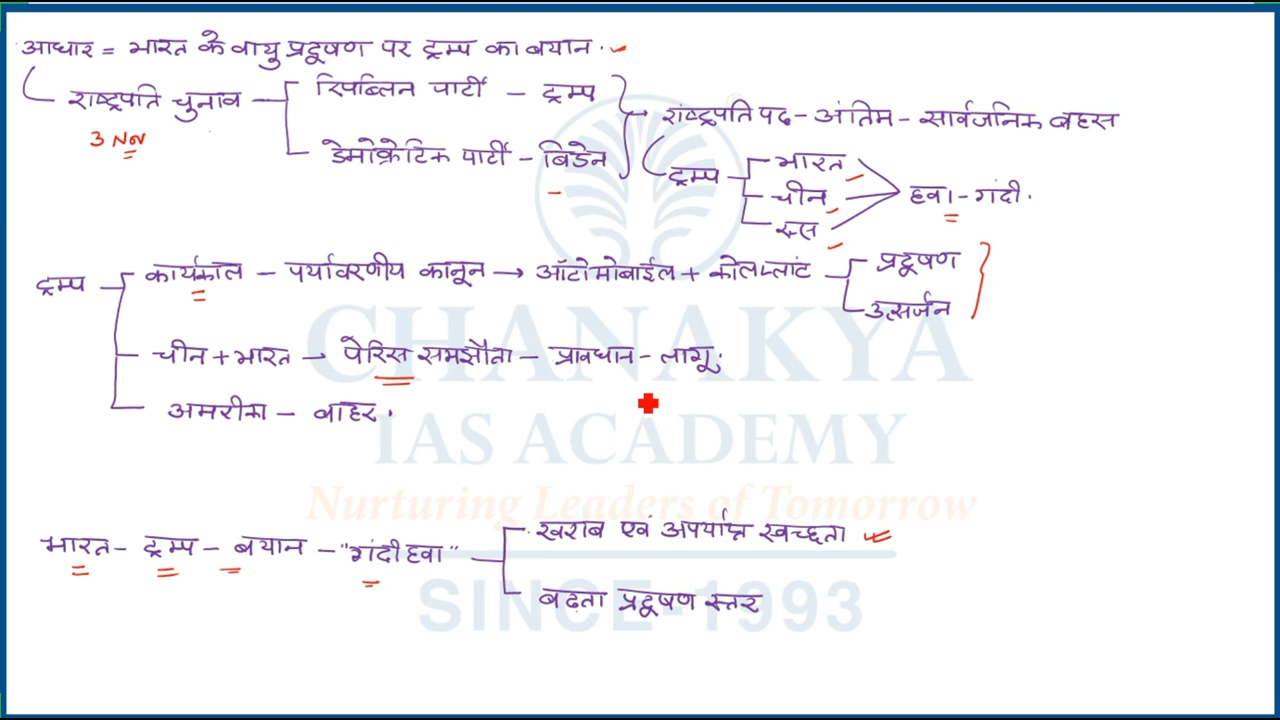 आधार = भारत के वायु प्रदूषण पर ट्रम्प का बयान.
राष्ट्रपति चुनाव
3 Nov
रिपब्लिन पार्टी - ट्रम्प
डेमोक्रेटिक पार्टी - बिडेन
राष्ट्रपति पद - अंतिम - सार्वजनिक बहस
ट्रम्प
भारत
चीन
रूस
हवा - गंदी.
ट्रम्प
कार्यकाल - पर्यावरणीय कानून → ऑटोमोबाईल + कोलप्लांट
प्रदूषण
उत्सर्जन
चीन + भारत → पेरिस समझौता - प्रावधान - लागू.
अमरीका - बाहर.
भारत - ट्रम्प - बयान - "गंदी हवा"
खराब एवं अपर्याप्त स्वच्छता
बढ़ता प्रदूषण स्तर
CHANAKYA
IAS ACADEMY
Nurturing Leaders of Tomorrow
SINCE-1993